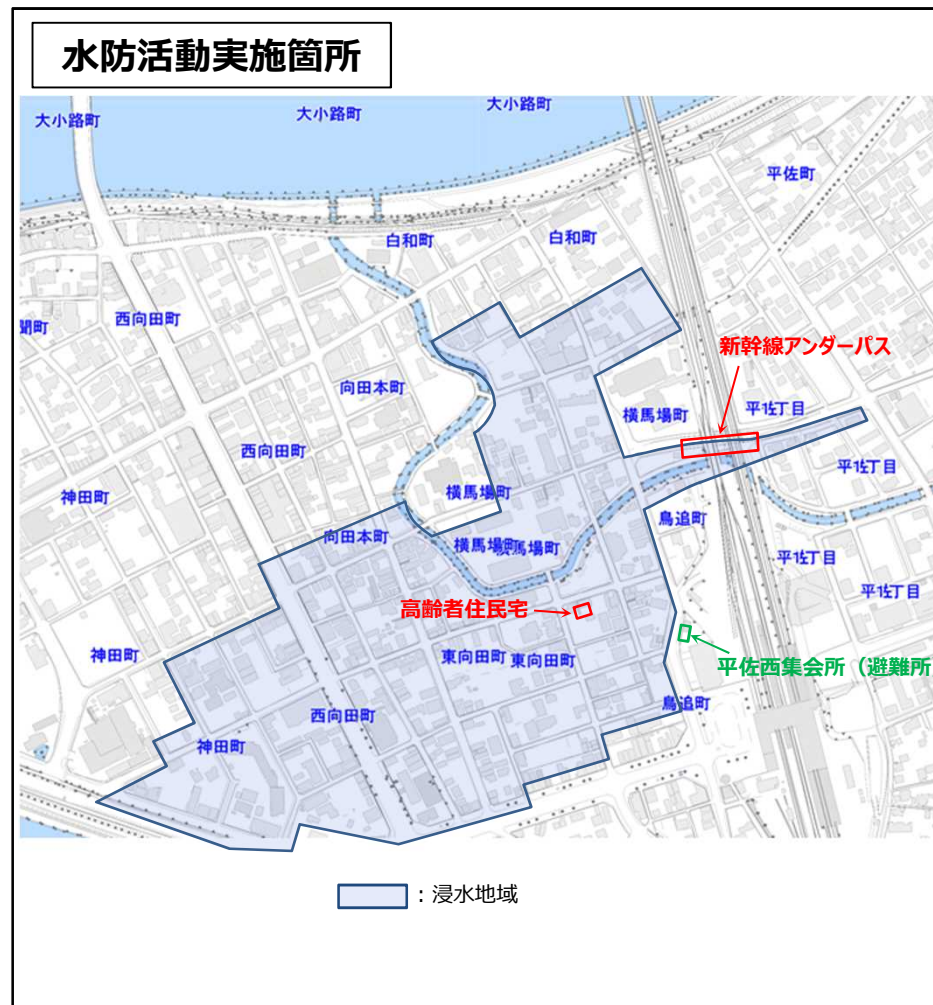 水防活動実施箇所
大小路町
大小路町
大小路町
平佐町
白和町
白和町
西向田町
新幹線アンダーパス
向田本町
横馬場町
平佐1丁目
西向田町
平佐1丁目
神田町
横馬場町
鳥追町
向田本町
横馬場町
横馬場町
平佐1丁目
平佐1丁目
高齢者住民宅
神田町
東向田町
東向田町
平佐西集会所（避難所
鳥追町
西向田町
神田町
：浸水地域